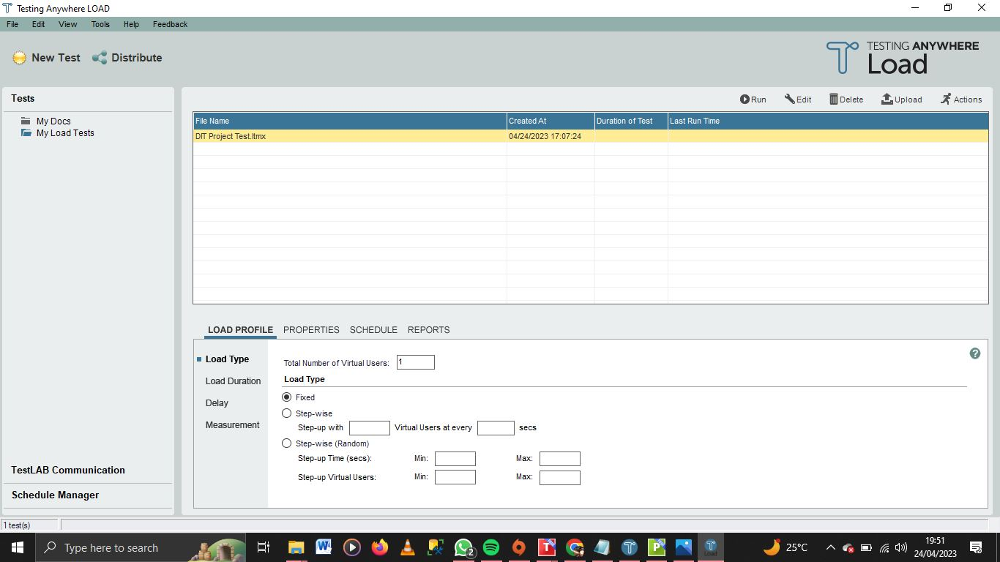 Testing Anywhere LOAD
File Edit View Tools Help Feedback
New Test Distribute
TESTING ANYWHERE
Load
Tests
My Docs
My Load Tests
TestLAB Communication
Schedule Manager
Run Edit Delete Upload Actions
File Name Created At Duration of Test Last Run Time
DIT Project Test.ltmx 04/24/2023 17:07:24
LOAD PROFILE PROPERTIES SCHEDULE REPORTS
Load Type
Load Duration
Delay
Measurement
?
Total Number of Virtual Users: 1
Load Type
Fixed
Step-wise
Step-up with Virtual Users at every secs
Step-wise (Random)
Step-up Time (secs): Min: Max:
Step-up Virtual Users: Min: Max:
1 test(s)
Type here to search
W
2
T
P
Load
25°C
19:51
24/04/2023